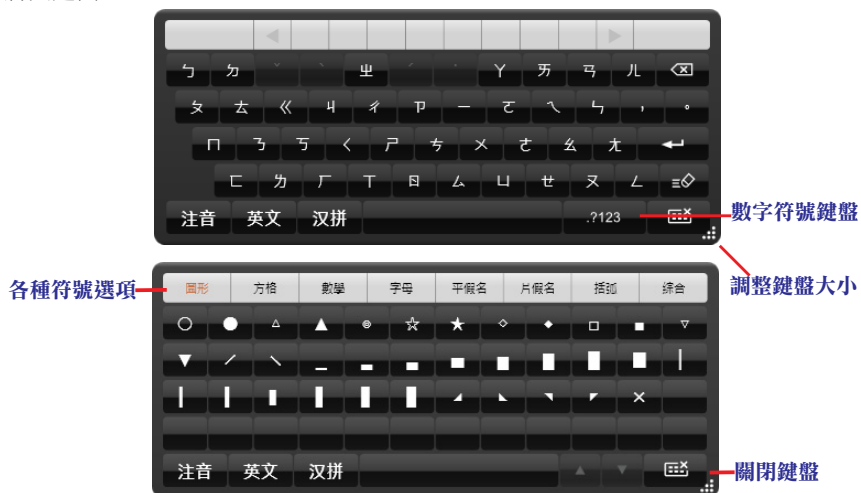 ㄅ ㄉ ˇ ˋ ㄓ ˊ ˙ ㄚ ㄞ ㄢ ㄦ
ㄆ ㄊ ㄍ ㄐ ㄔ ㄗ ㄧ ㄛ ㄟ ㄣ ， 。
ㄇ ㄋ ㄎ ㄑ ㄕ ㄘ ㄨ ㄜ ㄠ ㄤ
ㄈ ㄌ ㄏ ㄒ ㄖ ㄙ ㄩ ㄝ ㄡ ㄥ
注音 英文 汉拼 .?123
數字符號鍵盤
調整鍵盤大小
各種符號選項
圖形 方格 數學 字母 平假名 片假名 括弧 綜合
○ ● △ ▲ ◎ ☆ ★ ◇ ◆ □ ■ ▽
▼ ╱ ╲ ▁ ▂ ▃ ▄ ▅ ▆ ▇ █ ▏
▎ ▍ ▌ ▋ ▊ ▉ ◢ ◣ ◥ ◤ ╳
注音 英文 汉拼
關閉鍵盤